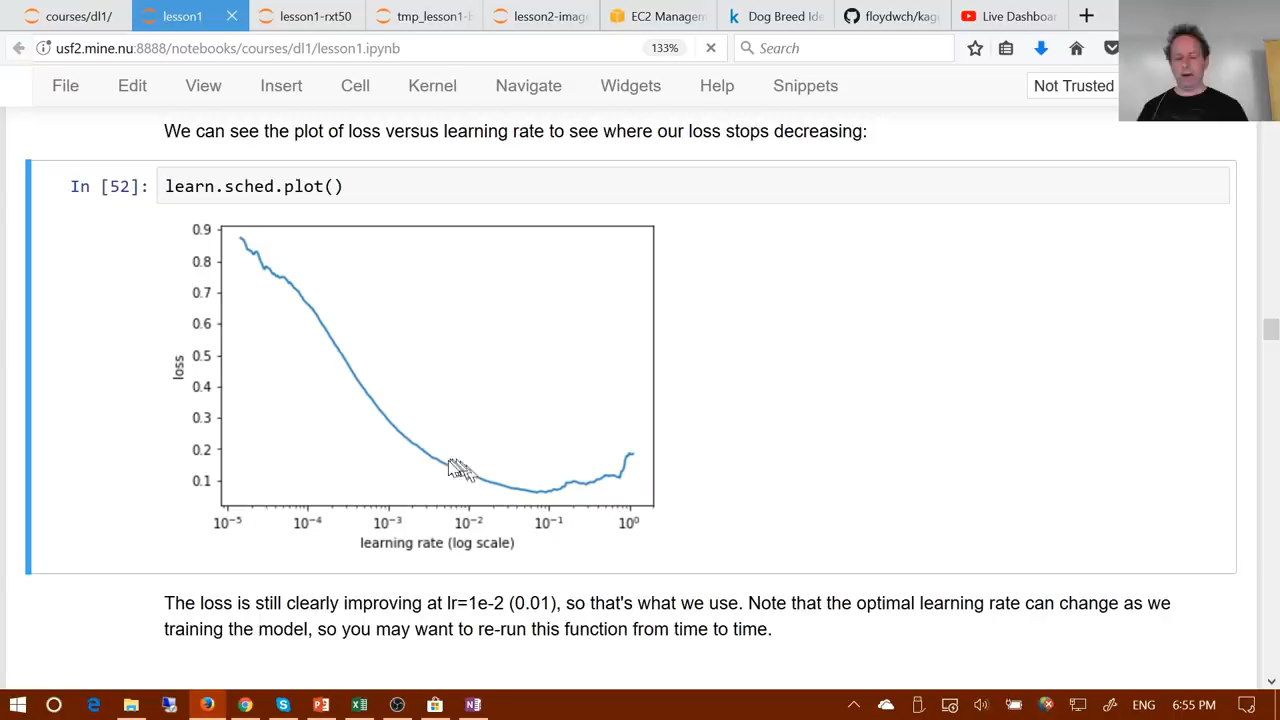 courses/dl1/
lesson1
lesson1-rxt50
tmp_lesson1-
lesson2-image
EC2 Managem
Dog Breed Ide
floydwch/kag
Live Dashboa
usf2.mine.nu:8888/notebooks/courses/dl1/lesson1.ipynb
133%
Search
File Edit View Insert Cell Kernel Navigate Widgets Help Snippets
Not Trusted
We can see the plot of loss versus learning rate to see where our loss stops decreasing:
In [52]: learn.sched.plot()
0.9
0.8
0.7
0.6
0.5
0.4
0.3
0.2
0.1
loss
10⁻⁵ 10⁻⁴ 10⁻³ 10⁻² 10⁻¹ 10⁰
learning rate (log scale)
The loss is still clearly improving at lr=1e-2 (0.01), so that's what we use. Note that the optimal learning rate can change as we
training the model, so you may want to re-run this function from time to time.
ENG
6:55 PM